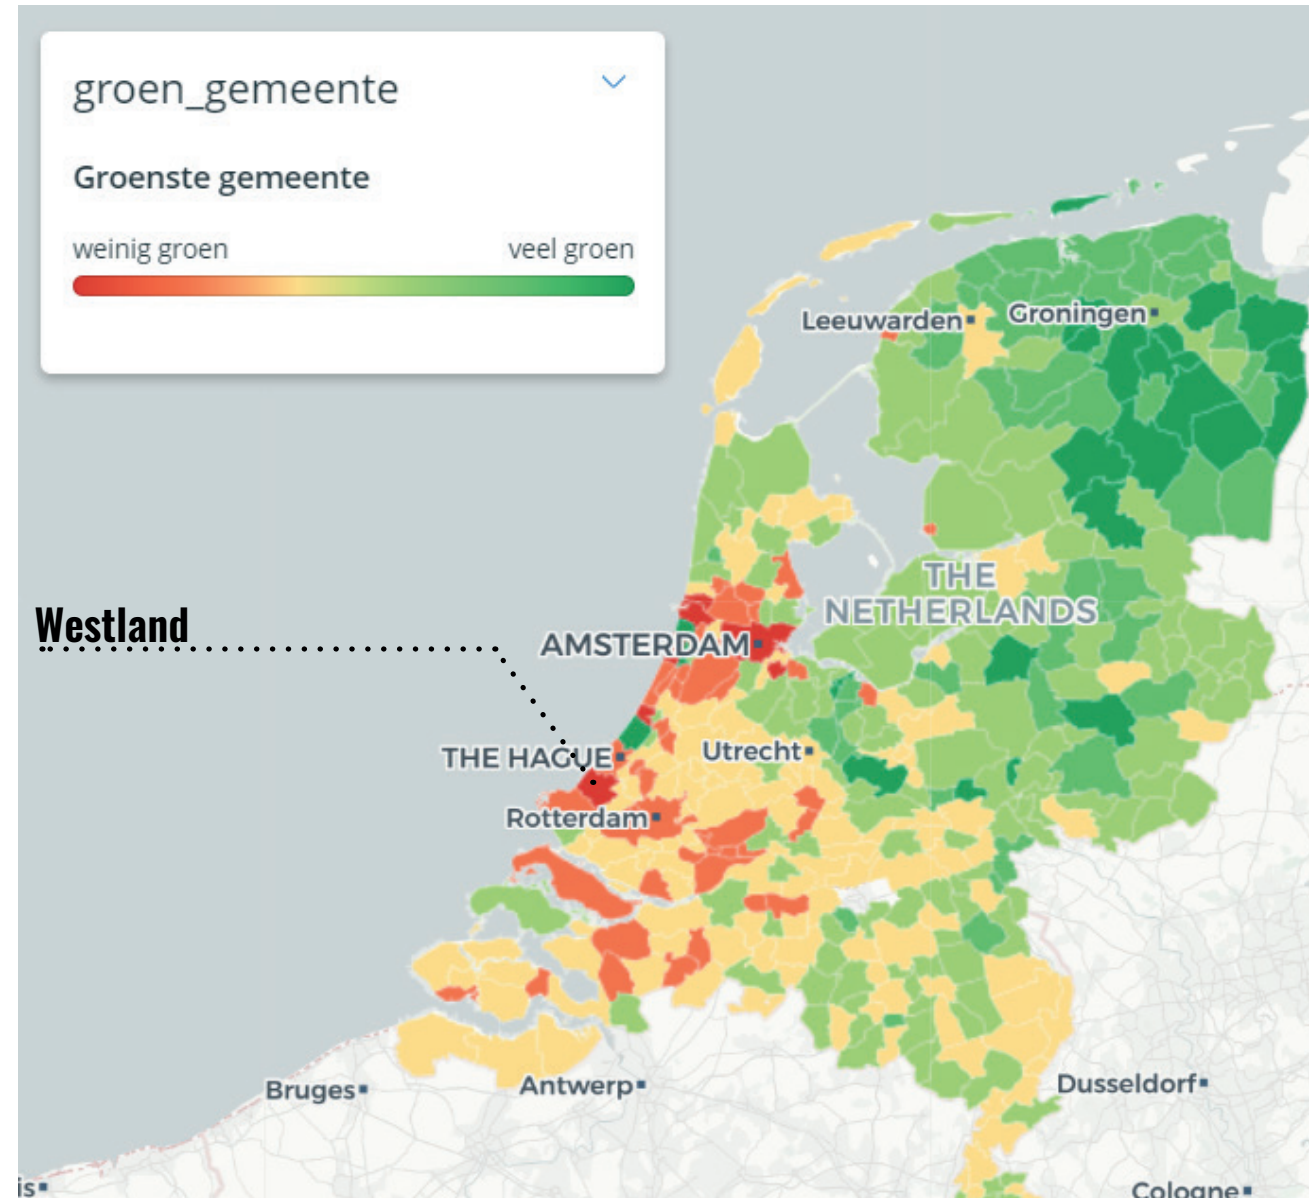 groen_gemeente
Groenste gemeente
weinig groen
veel groen
Leeuwarden
Groningen
THE
NETHERLANDS
Westland
AMSTERDAM
THE HAGUE
Utrecht
Rotterdam
Bruges
Antwerp
Dusseldorf
is
Cologne